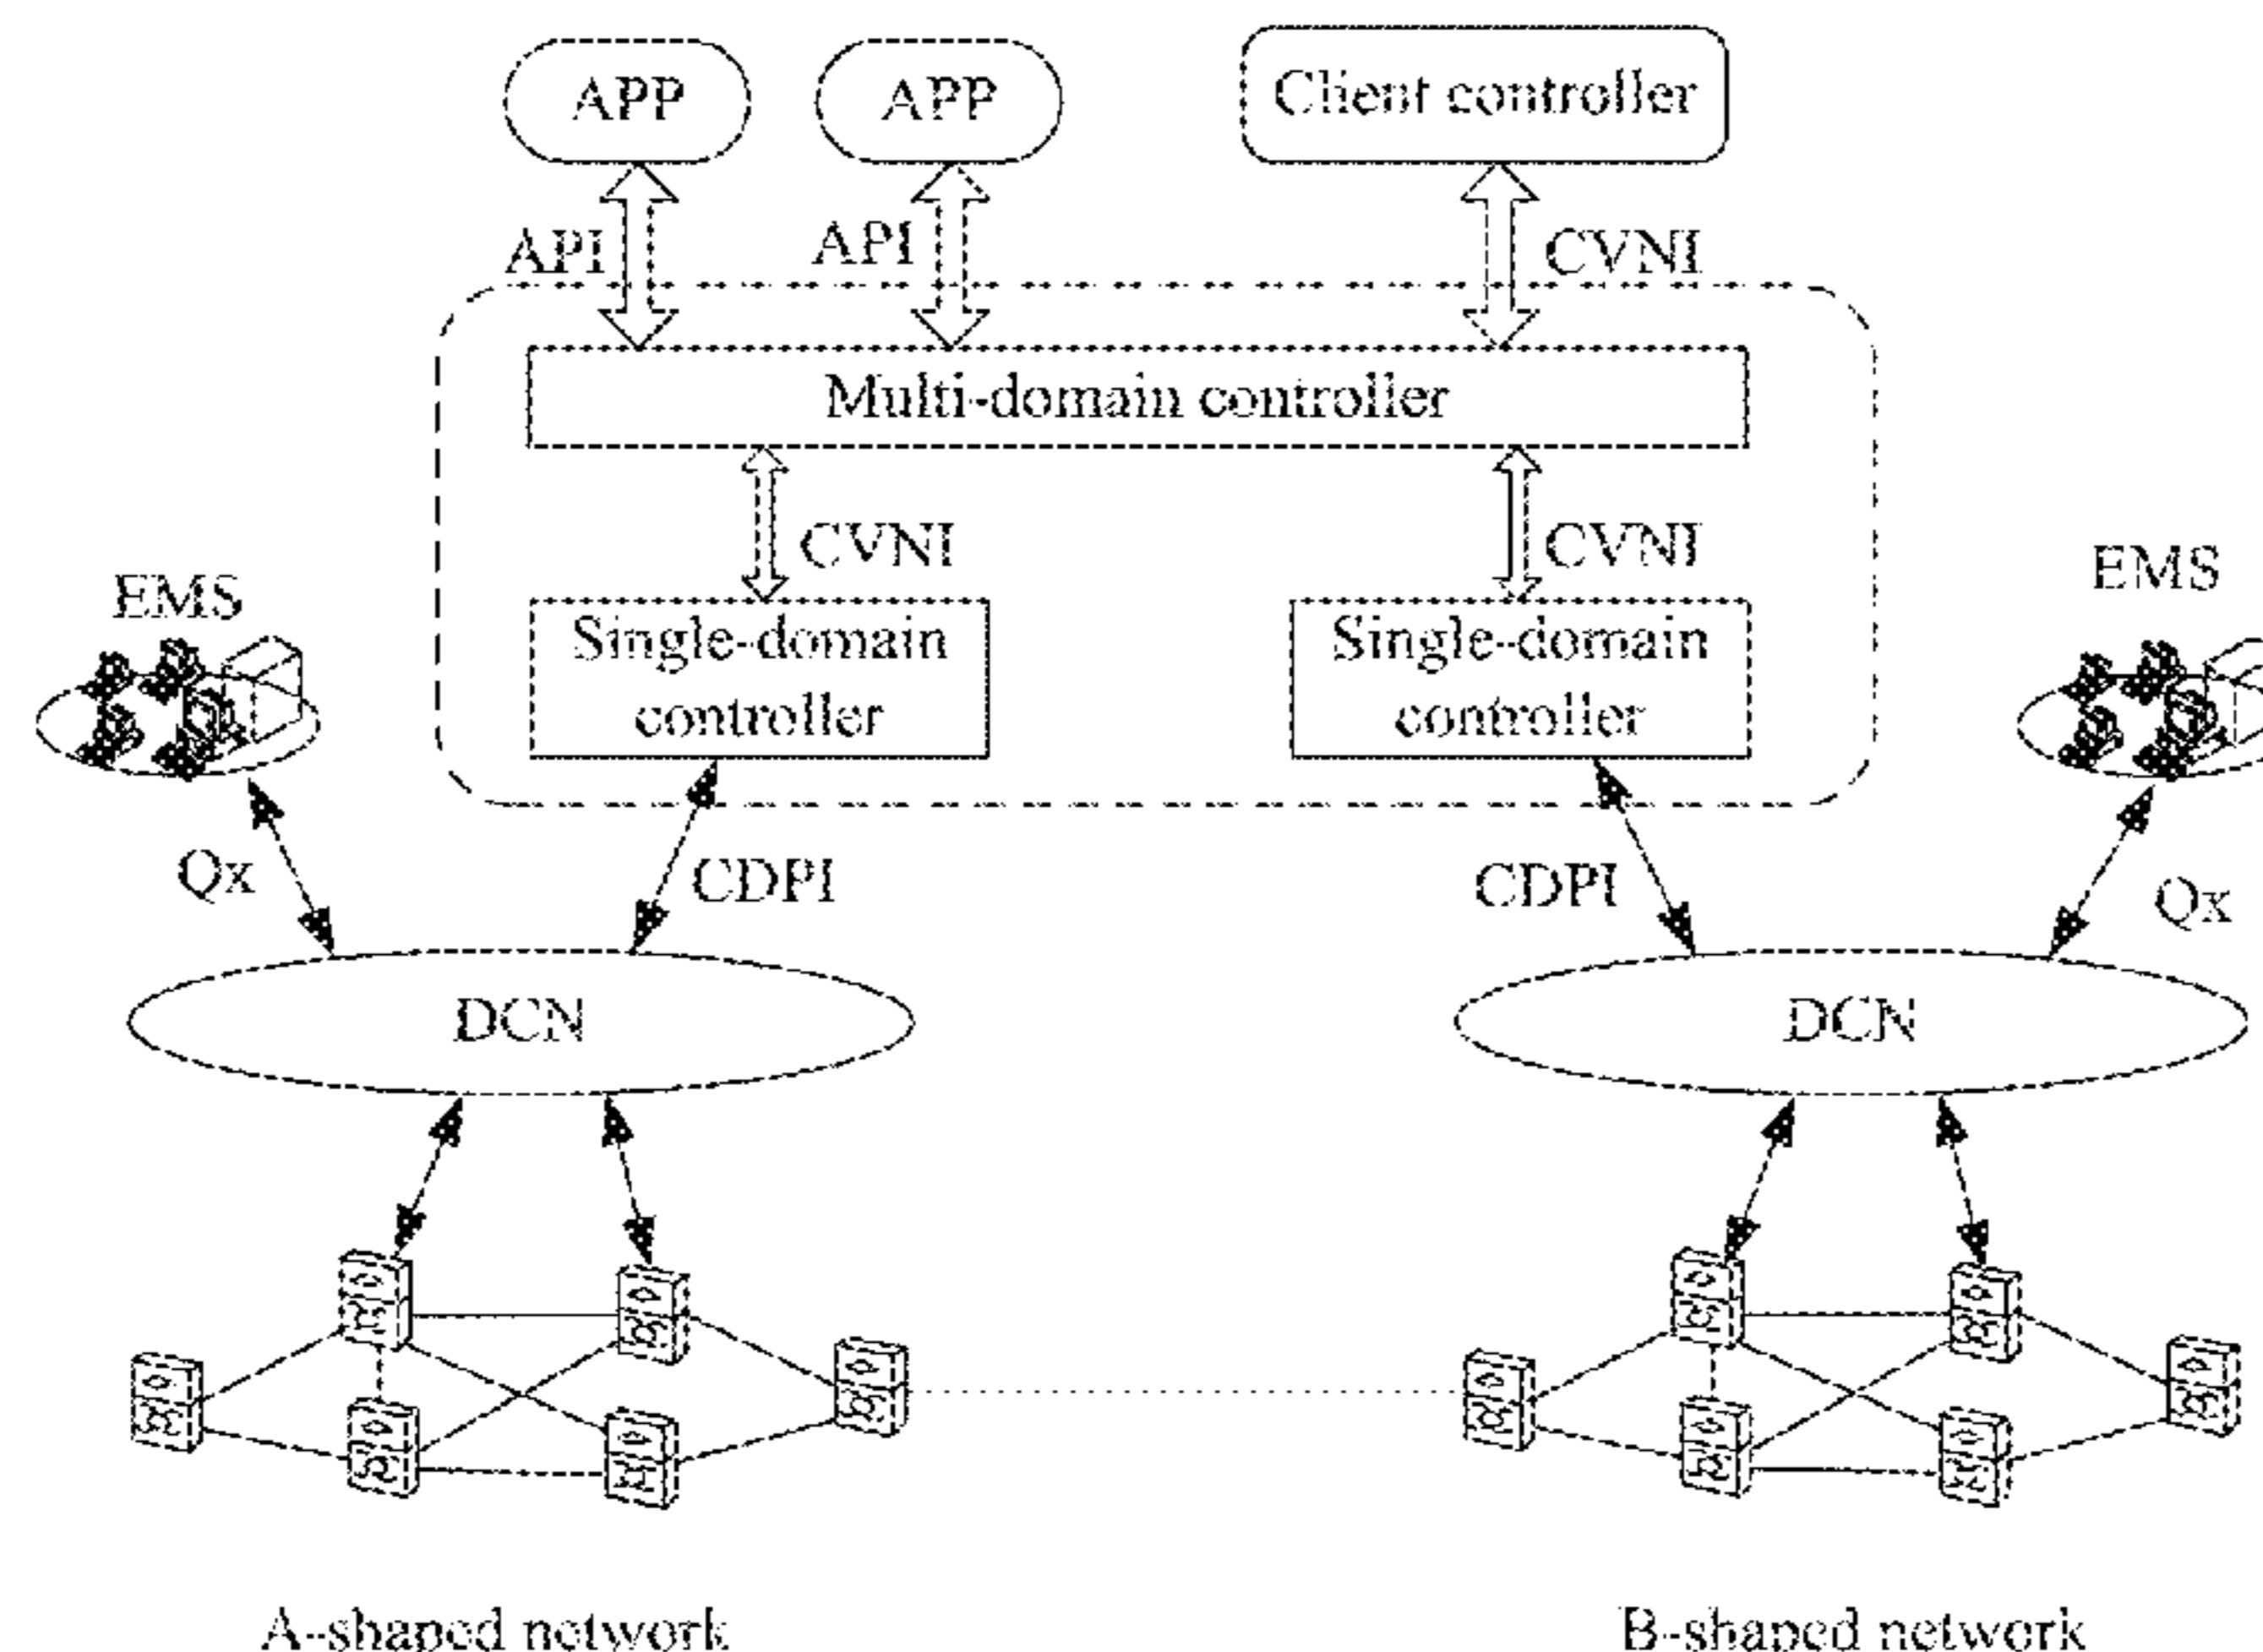 APP
APP
Client controller
API
API
CVNI
Multi-domain controller
CVNI
CVNI
EMS
EMS
Single-domain
controller
Single-domain
controller
Qx
CDPI
CDPI
Qx
DCN
DCN
A-shaped network
B-shaped network